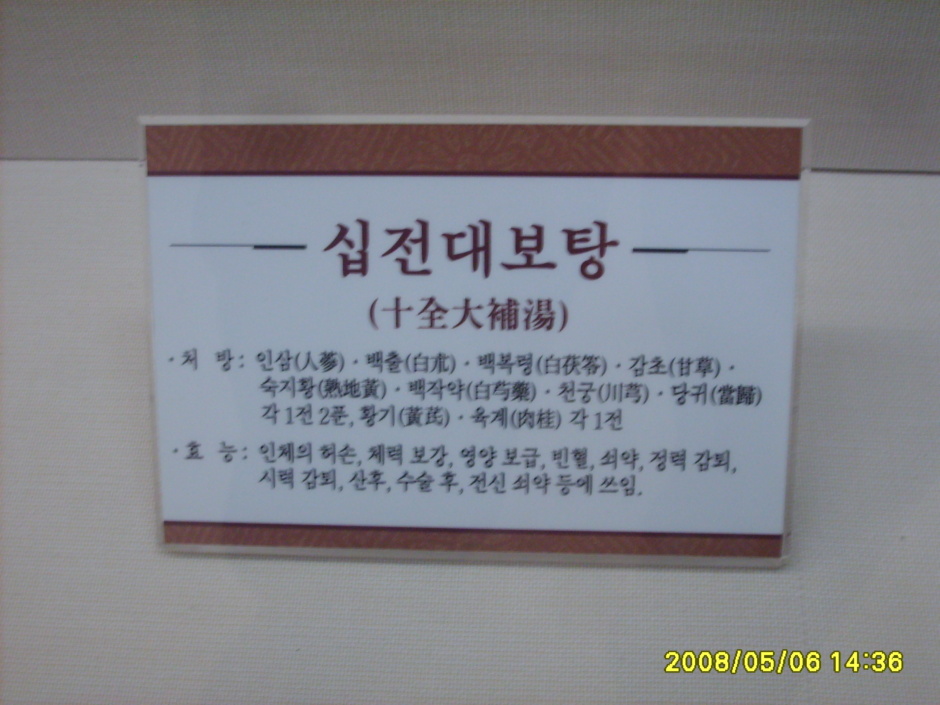 십전대보탕
(十全大補湯)
· 처 방 : 인삼(人蔘) · 백출(白朮) · 백복령(白茯笭) · 감초(甘草) ·
숙지황(熟地黃) · 백작약(白芍藥) · 천궁(川芎) · 당귀(當歸)
각 1전 2푼, 황기(黃芪) · 육계(肉桂) 각 1전
· 효 능 : 인체의 허손, 체력 보강, 영양 보급, 빈혈, 쇠약, 정력 감퇴,
시력 감퇴, 산후, 수술 후, 전신 쇠약 등에 쓰임.
2008/05/06 14:36